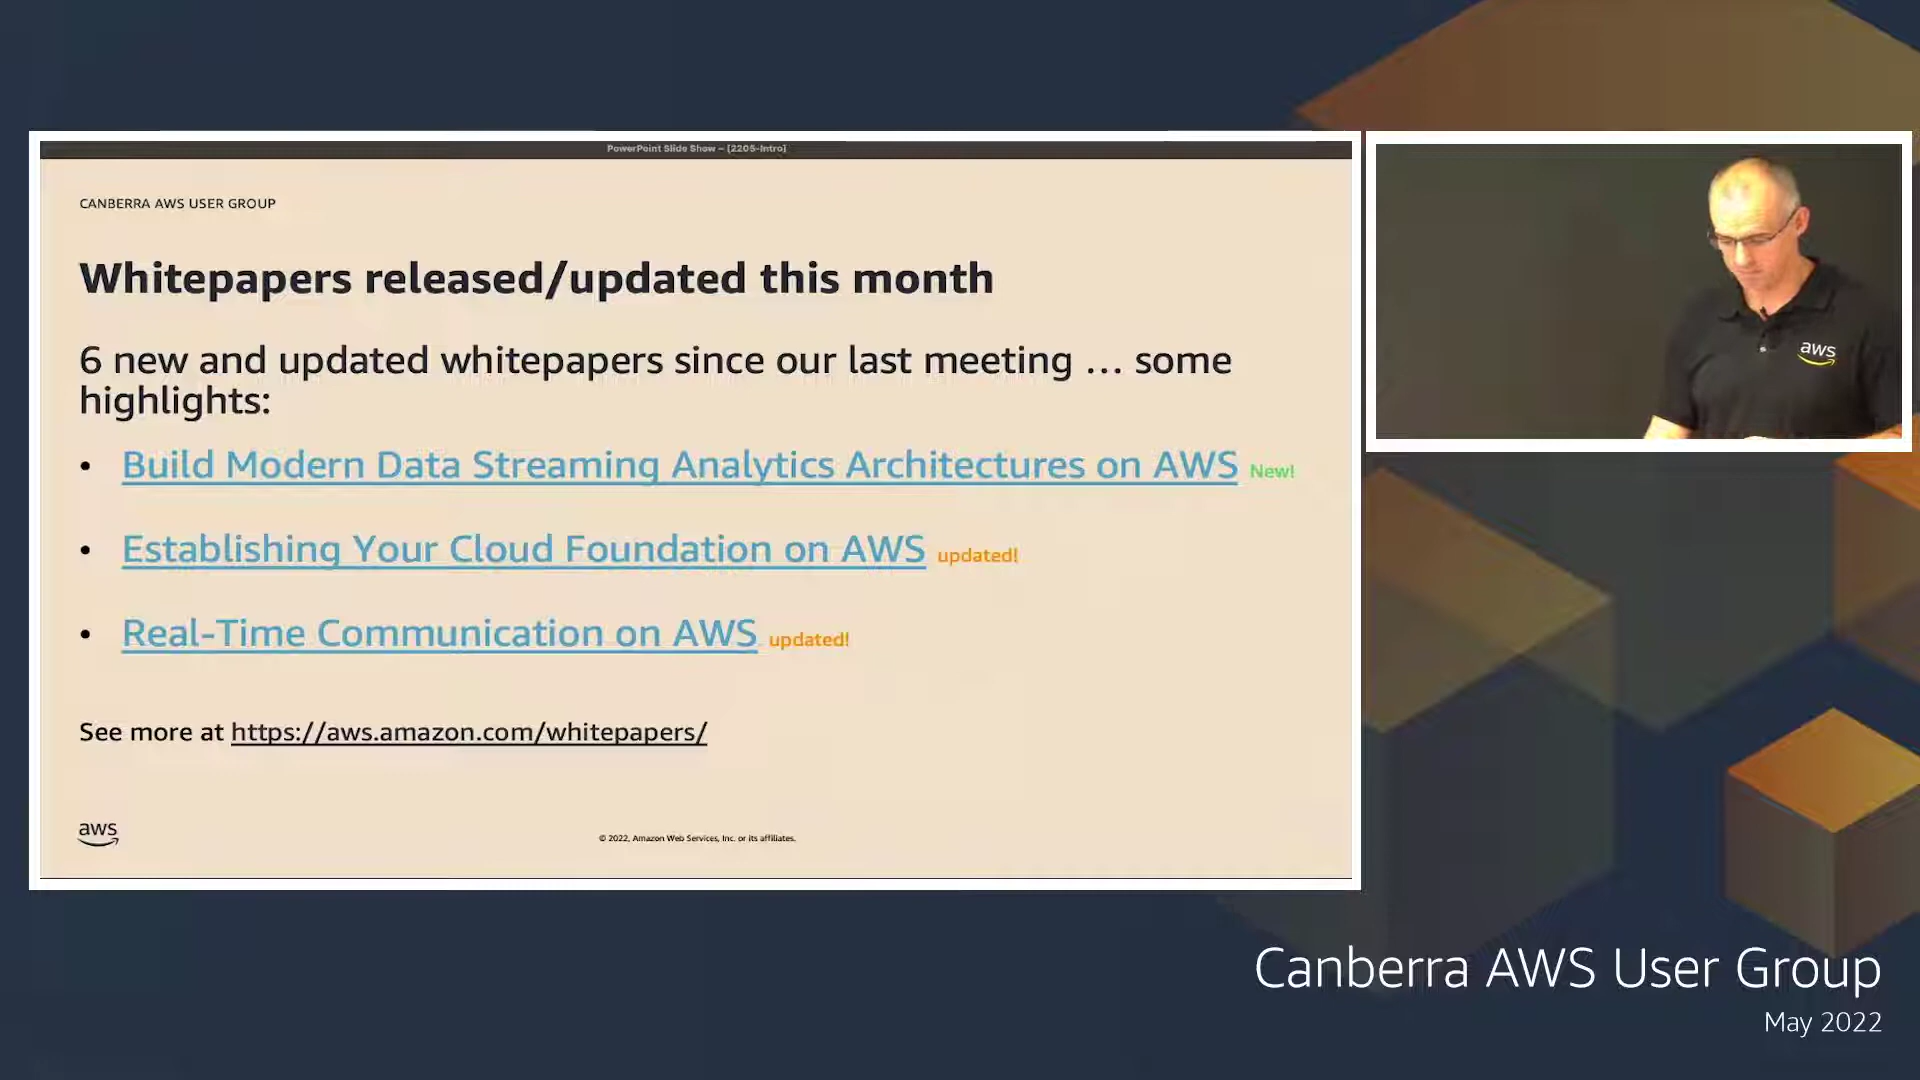 PowerPoint Slide Show – [2205-Intro]
CANBERRA AWS USER GROUP
Whitepapers released/updated this month
6 new and updated whitepapers since our last meeting … some
highlights:
• Build Modern Data Streaming Analytics Architectures on AWS New!
• Establishing Your Cloud Foundation on AWS updated!
• Real-Time Communication on AWS updated!
See more at https://aws.amazon.com/whitepapers/
aws
© 2022, Amazon Web Services, Inc. or its affiliates.
aws
Canberra AWS User Group
May 2022